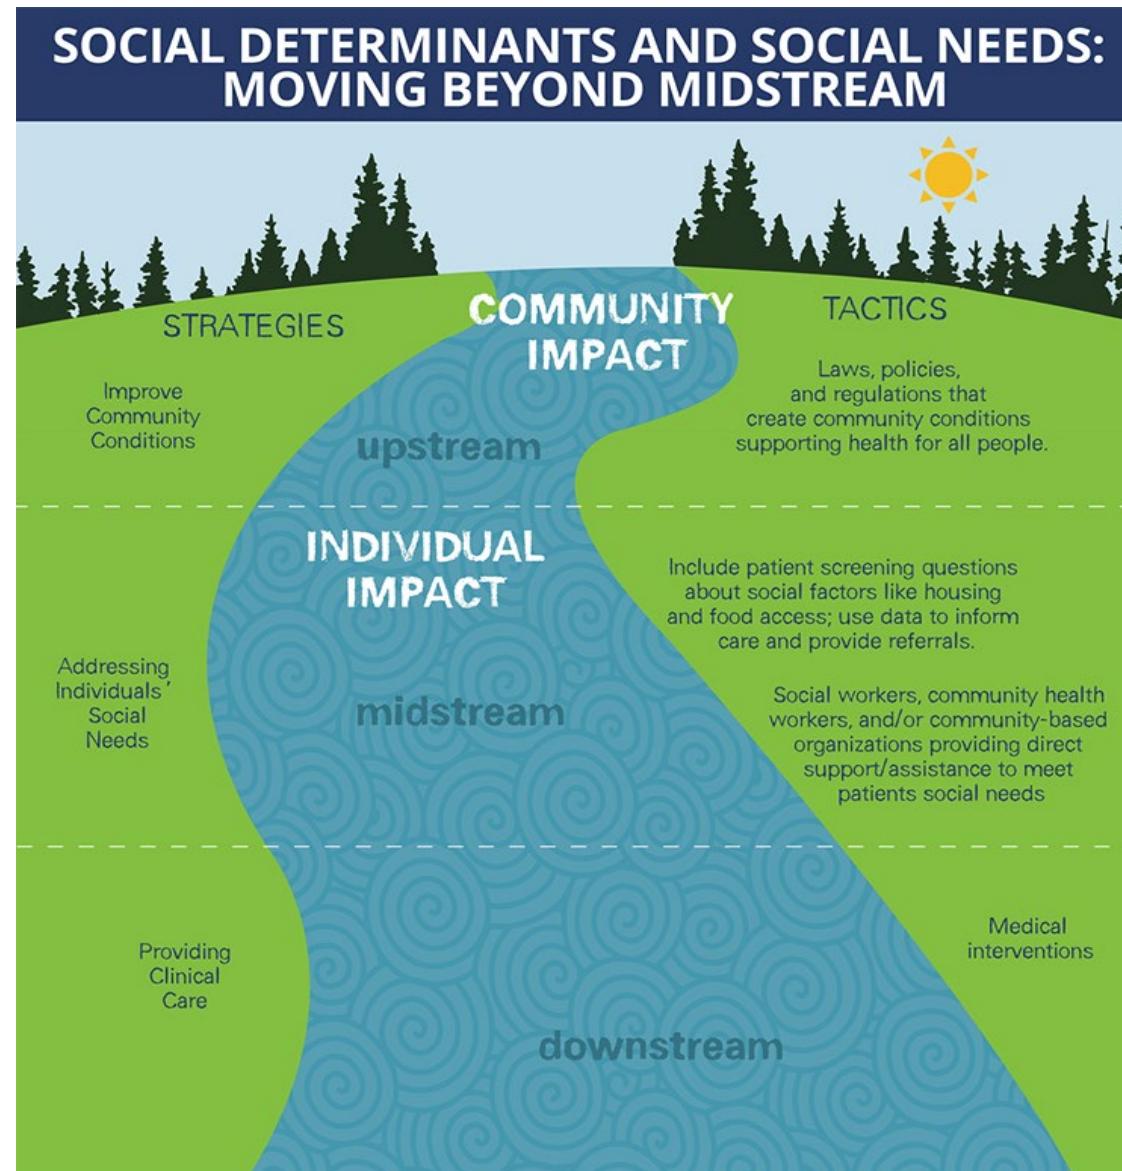 SOCIAL DETERMINANTS AND SOCIAL NEEDS:
MOVING BEYOND MIDSTREAM
STRATEGIES
COMMUNITY
IMPACT
TACTICS
Improve
Community
Conditions
upstream
Laws, policies,
and regulations that
create community conditions
supporting health for all people.
INDIVIDUAL
IMPACT
Addressing
Individuals'
Social
Needs
midstream
Include patient screening questions
about social factors like housing
and food access; use data to inform
care and provide referrals.
Social workers, community health
workers, and/or community-based
organizations providing direct
support/assistance to meet
patients social needs
Providing
Clinical
Care
downstream
Medical
interventions